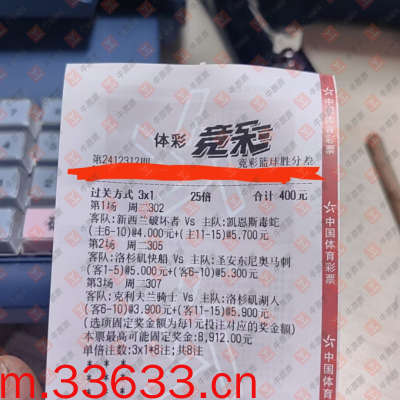 体彩 竞彩
第2412312期 竞彩篮球胜分差
过关方式 3x1 25倍 合计 400元
第1场 周二302
客队:新西兰破坏者 Vs 主队:凯恩斯毒蛇
(主6-10)@4.000元+(主11-15)@5.700元
第2场 周二305
客队:洛杉矶快船 Vs 主队:圣安东尼奥马刺
(客1-5)@5.000元+(客6-10)@5.300元
第3场 周二307
客队:克利夫兰骑士 Vs 主队:洛杉矶湖人
(客6-10)@3.900元+(客11-15)@5.900元
(选项固定奖金额为每1元投注对应的奖金额)
本票最高可能固定奖金:8,912.00元
单倍注数:3x1*8注;共8注
中国体育彩票
中国体育彩票
中国体育彩票
m.33633.cn